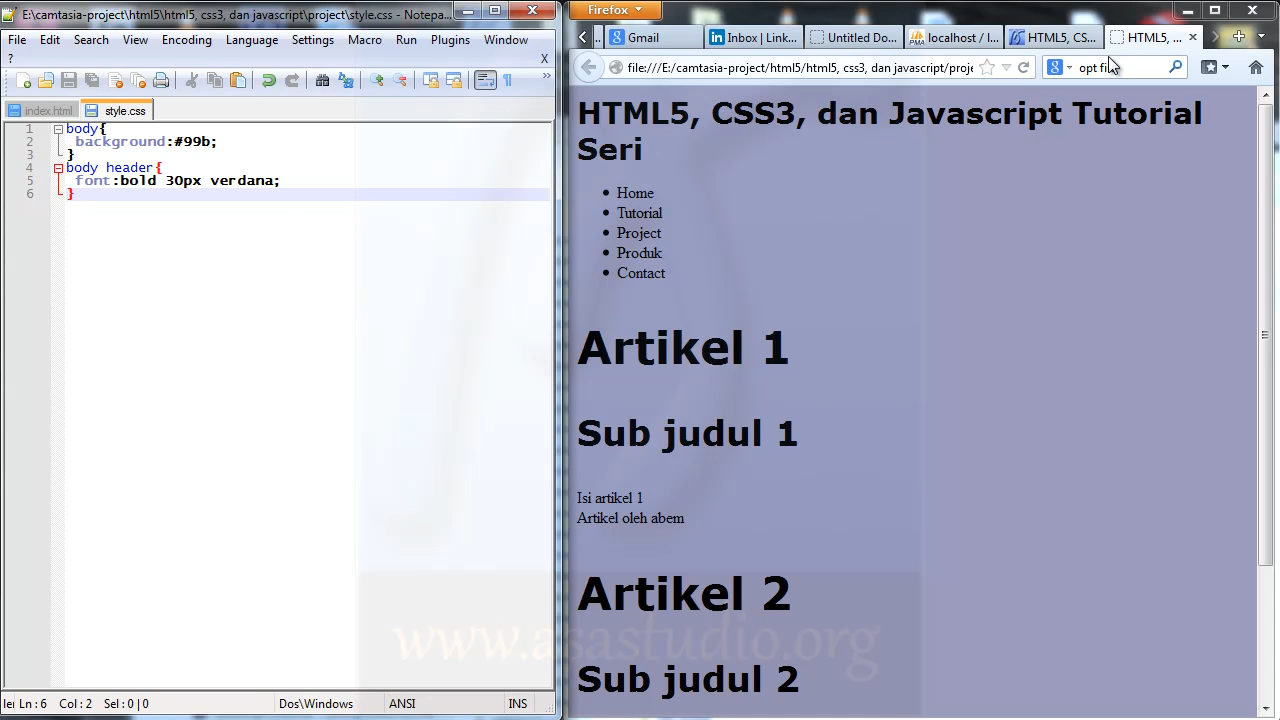 E:\camtasia-project\html5\html5, css3, dan javascript\project\style.css - Notepa...
File Edit Search View Encoding Language Settings Macro Run Plugins Window
? X
index.html style.css
1 body{
2 background:#99b;
3 }
4 body header{
5 font:bold 30px verdana;
6 }
Ln : 6 Col : 2 Sel : 0 | 0 Dos\Windows ANSI INS
Firefox
Gmail Inbox | Link... Untitled Do... localhost / l... HTML5, CS... HTML5, ...
file:///E:/camtasia-project/html5/html5, css3, dan javascript/proje
HTML5, CSS3, dan Javascript Tutorial
Seri
Home
Tutorial
Project
Produk
Contact
Artikel 1
Sub judul 1
Isi artikel 1
Artikel oleh abem
Artikel 2
Sub judul 2
www.asastudio.org